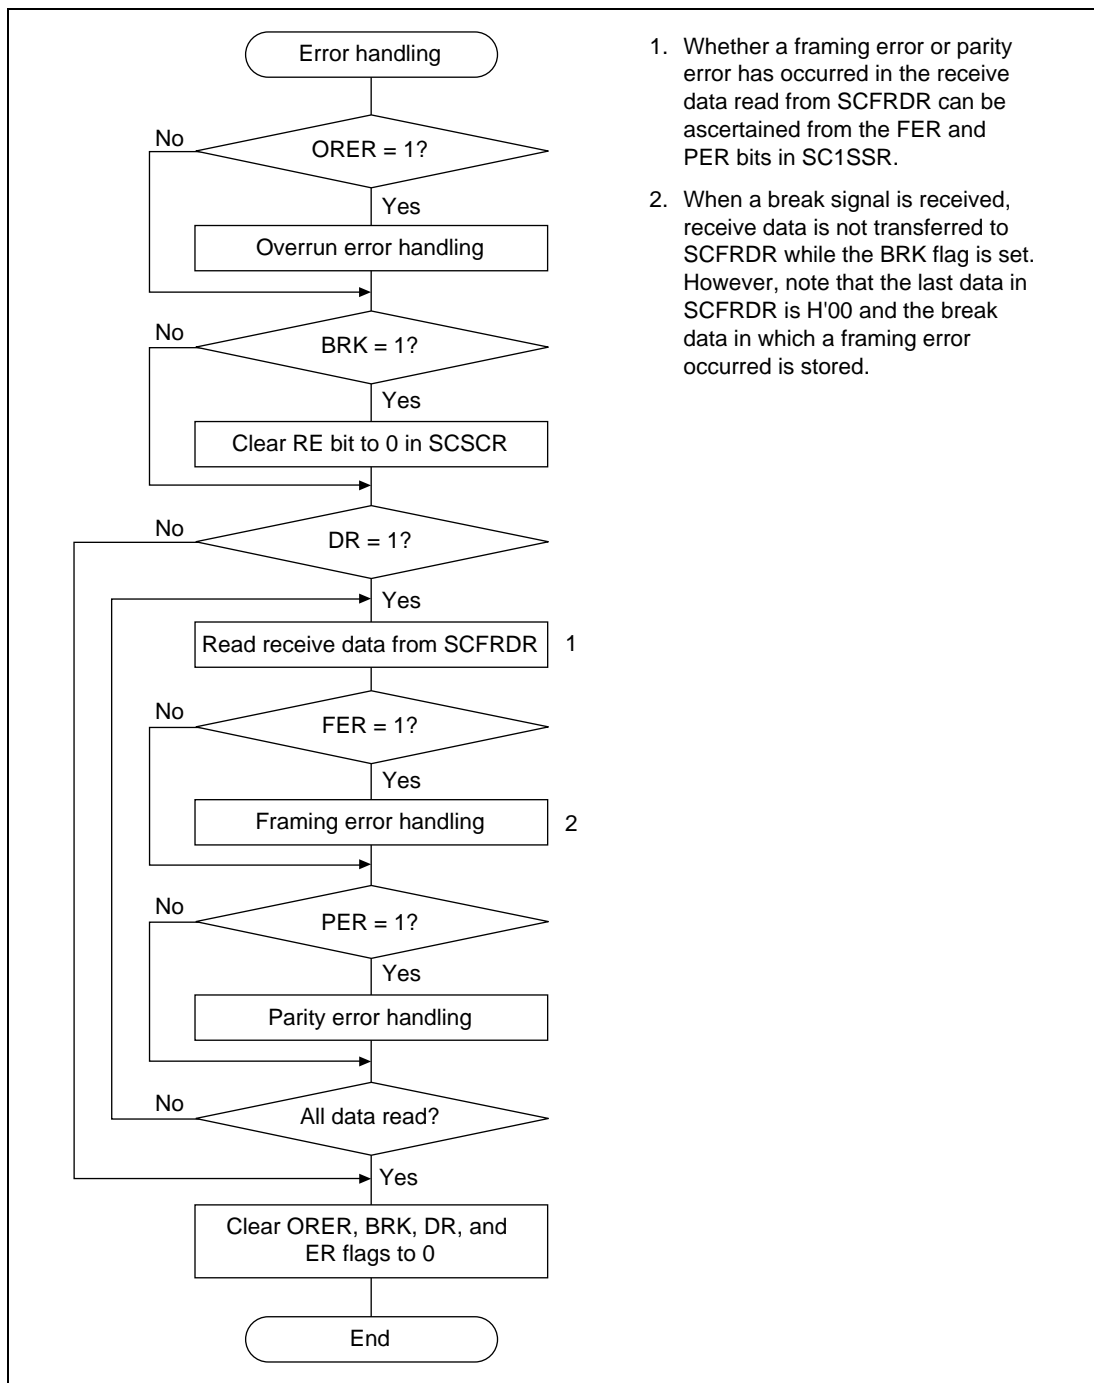 Error handling
No
ORER = 1?
Yes
Overrun error handling
No
BRK = 1?
Yes
Clear RE bit to 0 in SCSCR
No
DR = 1?
Yes
Read receive data from SCFRDR 1
No
FER = 1?
Yes
Framing error handling 2
No
PER = 1?
Yes
Parity error handling
No
All data read?
Yes
Clear ORER, BRK, DR, and
ER flags to 0
End
1. Whether a framing error or parity
error has occurred in the receive
data read from SCFRDR can be
ascertained from the FER and
PER bits in SC1SSR.
2. When a break signal is received,
receive data is not transferred to
SCFRDR while the BRK flag is set.
However, note that the last data in
SCFRDR is H'00 and the break
data in which a framing error
occurred is stored.